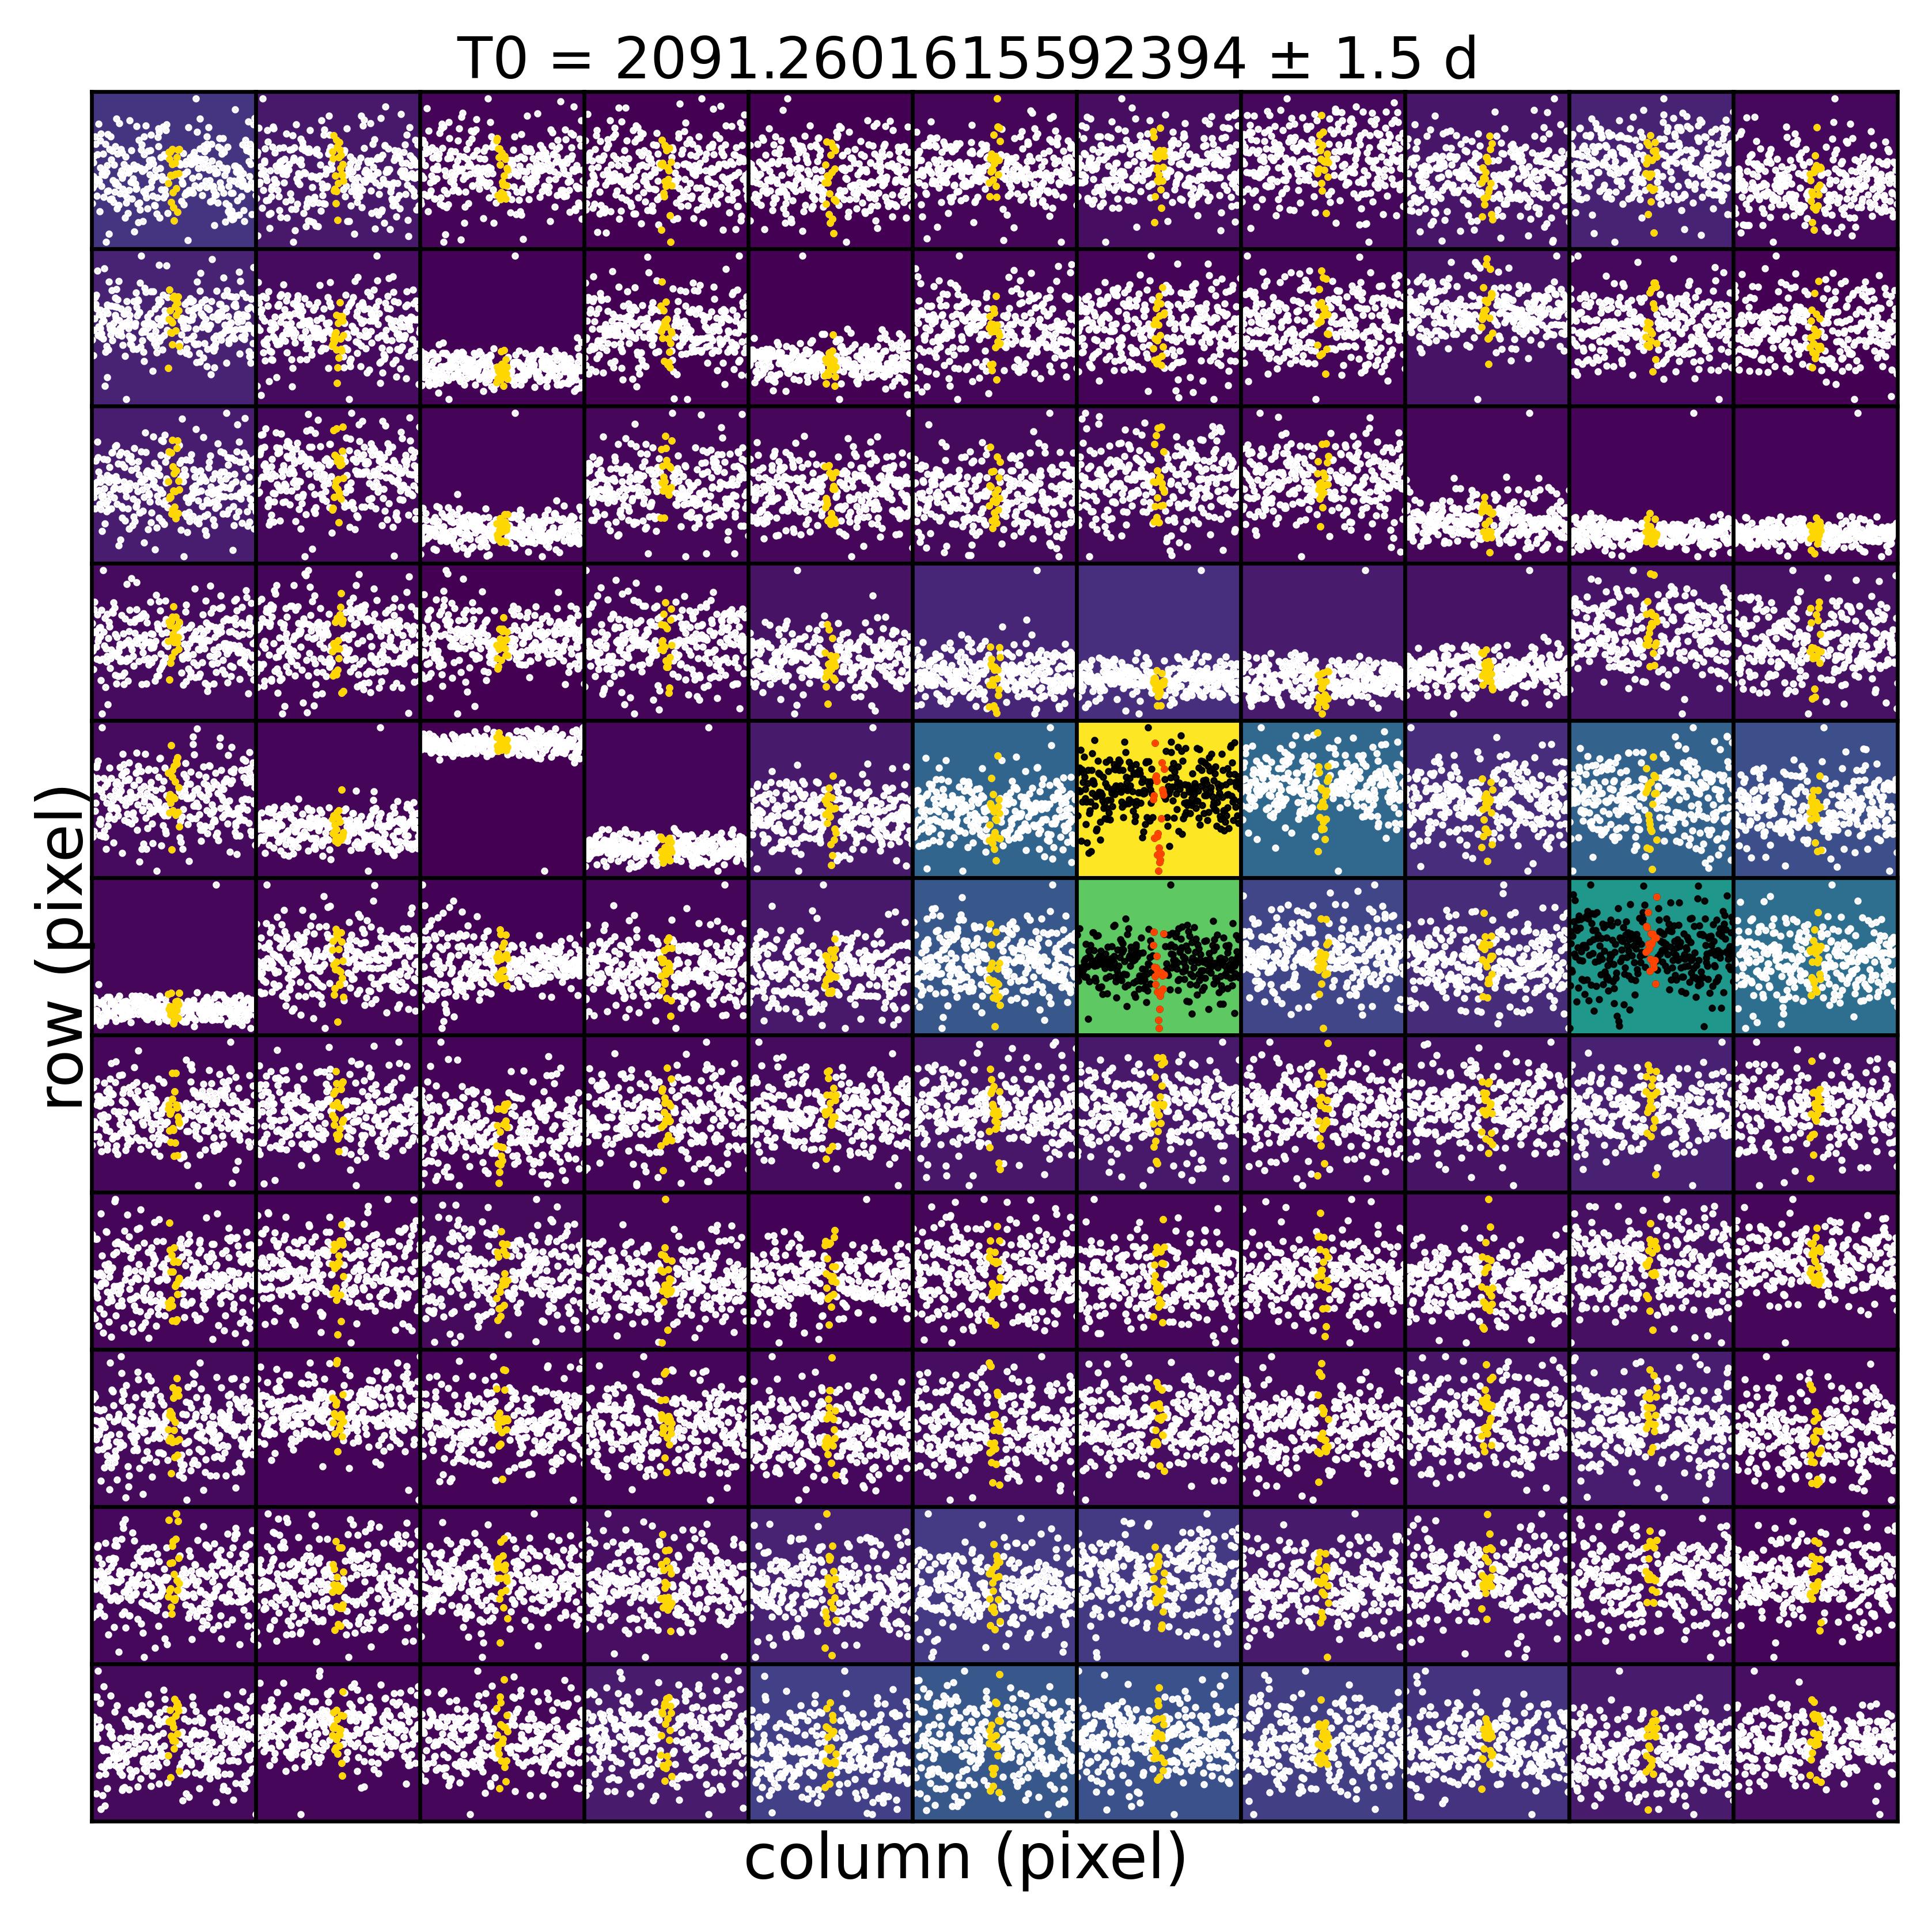 T0 = 2091.2601615592394 ± 1.5 d
row (pixel)
column (pixel)